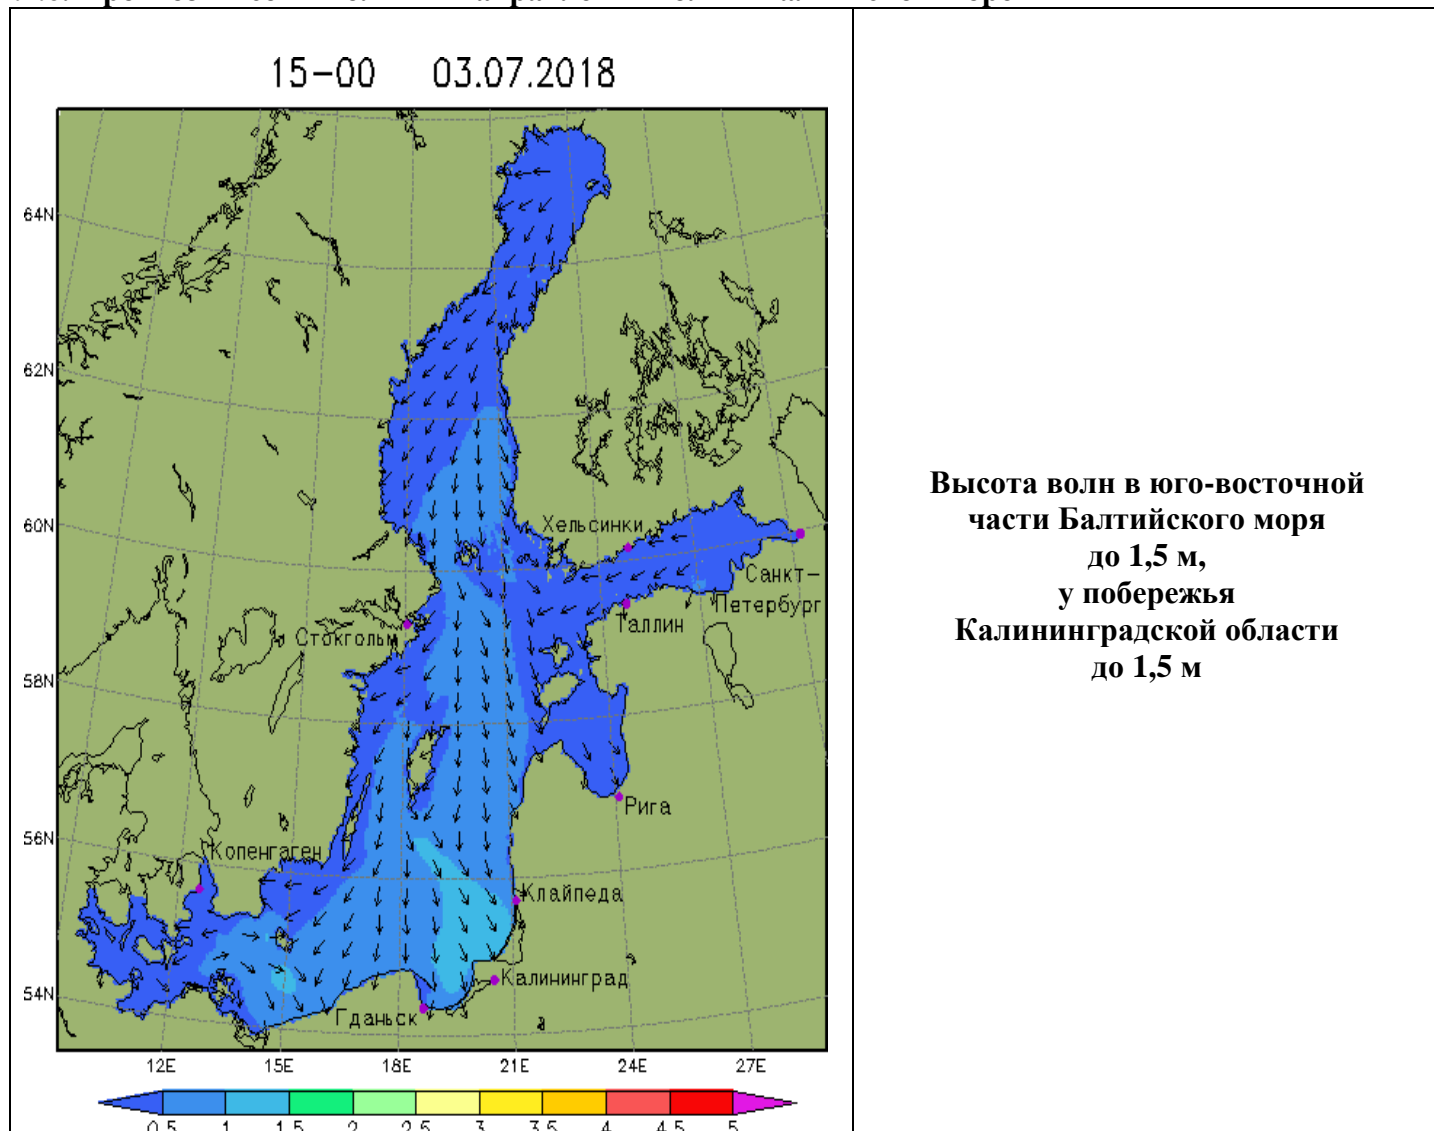 15-00 03.07.2018
64N
62N
60N
58N
56N
54N
Хельсинки
Санкт-
Петербург
Таллин
Стокгольм
Рига
Копенгаген
Клайпеда
Калининград
Гданьск
12E 15E 18E 21E 24E 27E
0.5 1 1.5 2 2.5 3 3.5 4 4.5 5
Высота волн в юго-восточной
части Балтийского моря
до 1,5 м,
у побережья
Калининградской области
до 1,5 м